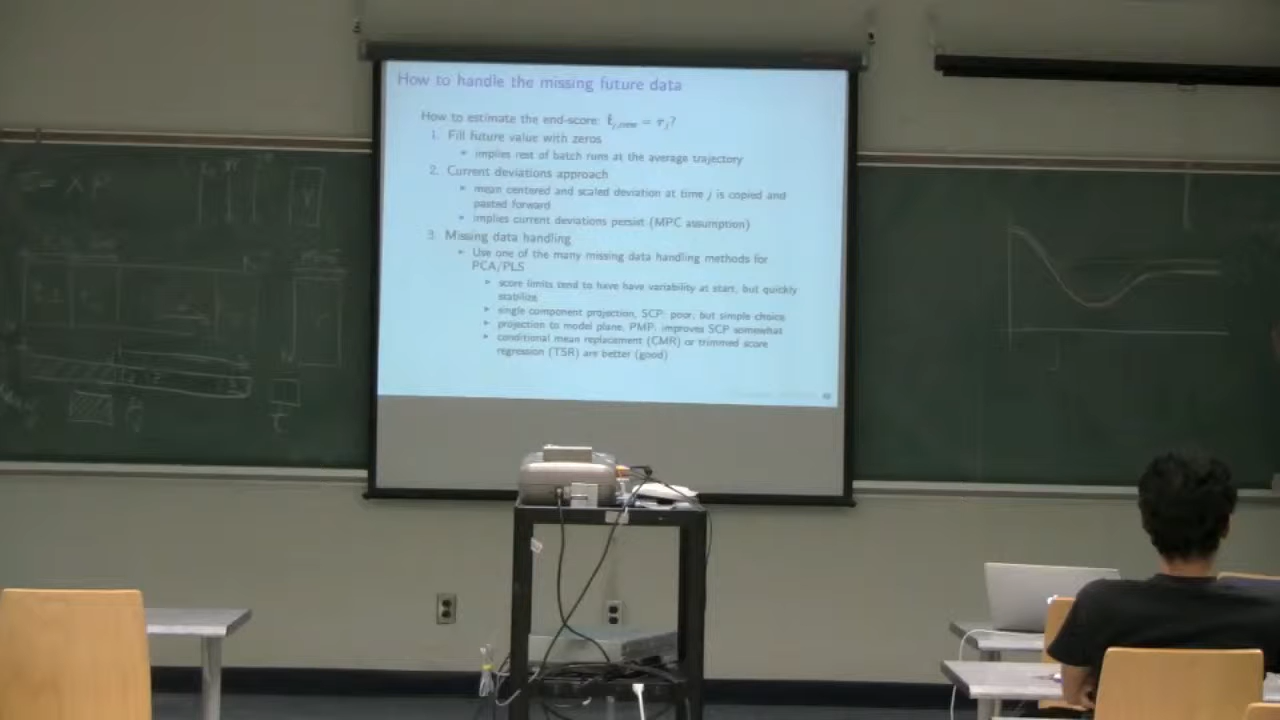 How to handle the missing future data
How to estimate the end-score: t̂ⱼ,new = τⱼ?
1. Fill future value with zeros
implies rest of batch runs at the average trajectory
2. Current deviations approach
mean centered and scaled deviation at time j is copied and
pasted forward
implies current deviations persist (MPC assumption)
3. Missing data handling
Use one of the many missing data handling methods for
PCA/PLS
score limits tend to have have variability at start, but quickly
stabilize
single component projection, SCP: poor, but simple choice
projection to model plane, PMP: improves SCP somewhat
conditional mean replacement (CMR) or trimmed score
regression (TSR) are better (good)